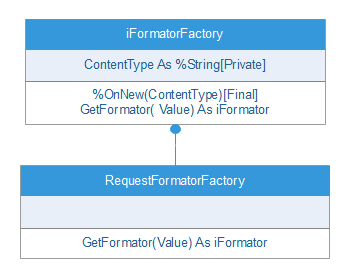 iFormatorFactory
ContentType As %String[Private]
%OnNew(ContentType)[Final]
GetFormator( Value) As iFormator
RequestFormatorFactory
GetFormator(Value) As iFormator